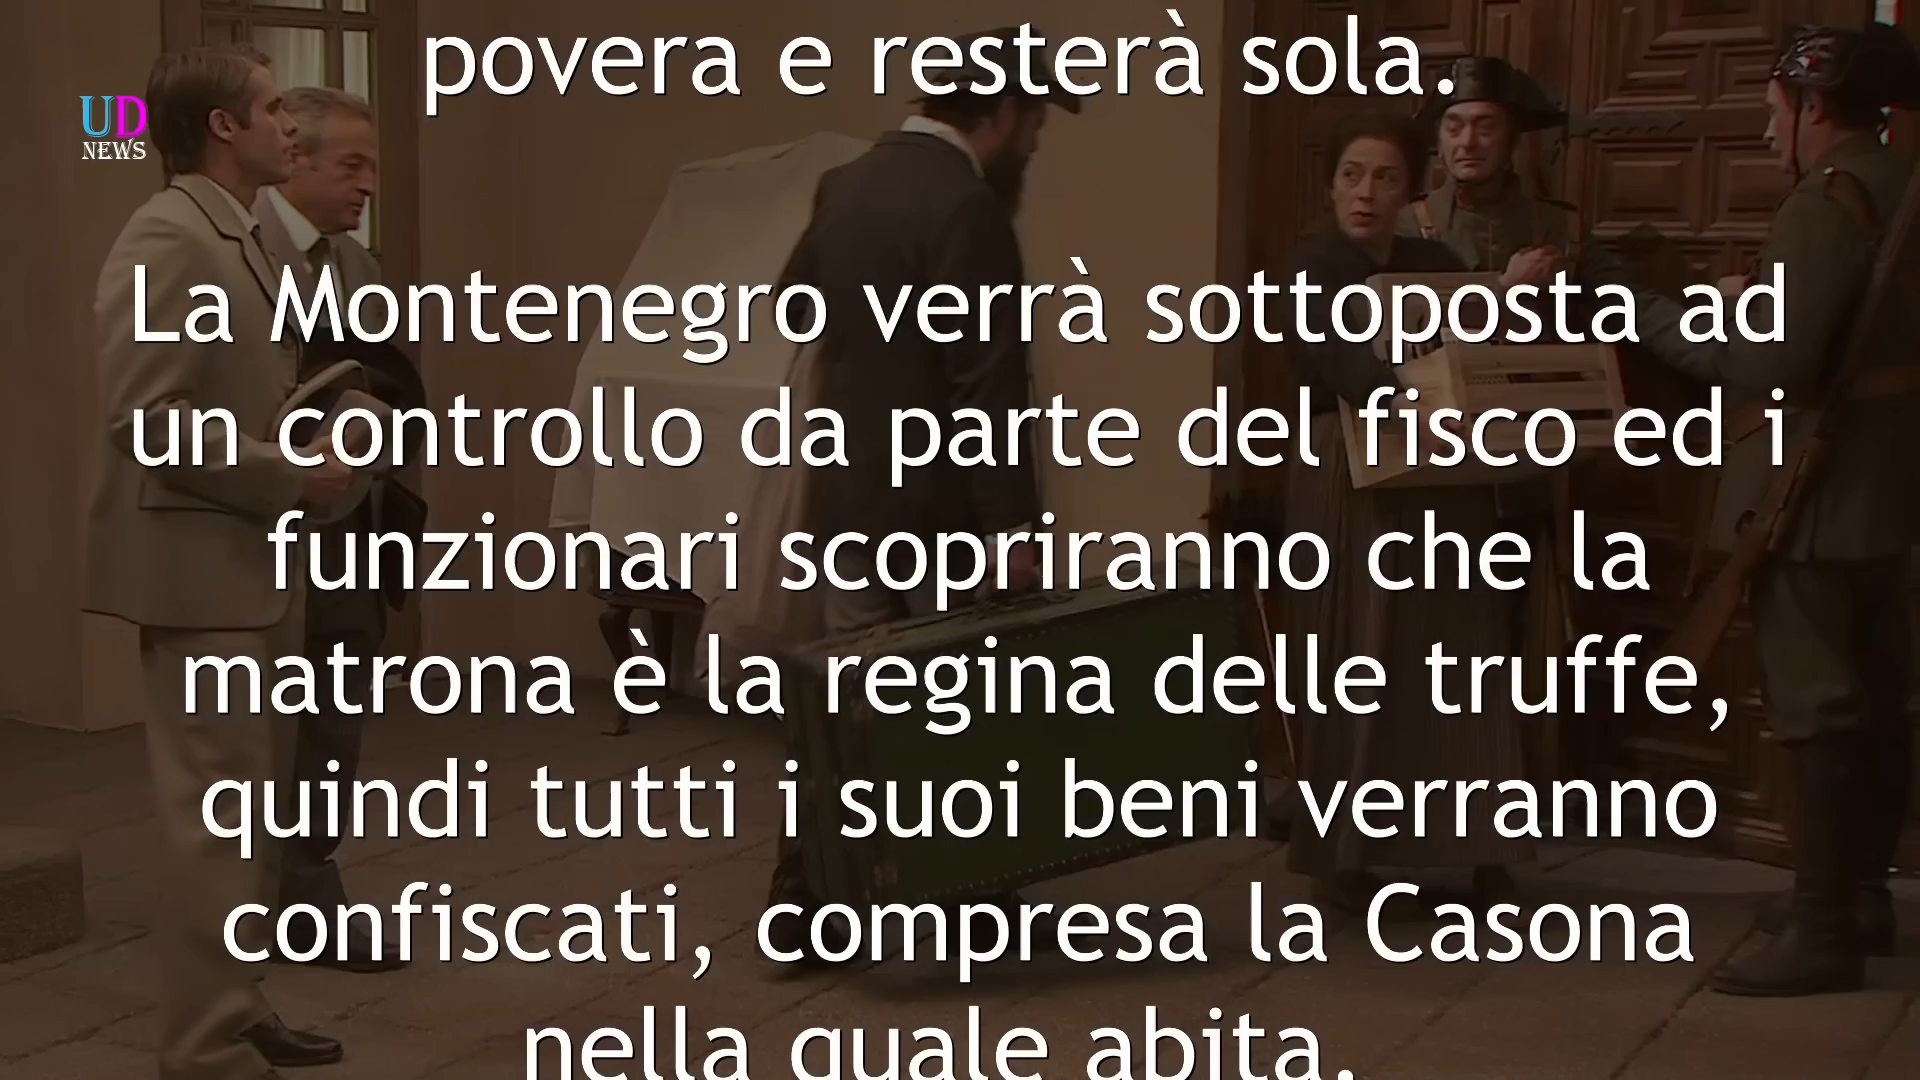 povera e resterà sola.
UD
NEWS
La Montenegro verrà sottoposta ad
un controllo da parte del fisco ed i
funzionari scopriranno che la
matrona è la regina delle truffe,
quindi tutti i suoi beni verranno
confiscati, compresa la Casona
nella quale abita.